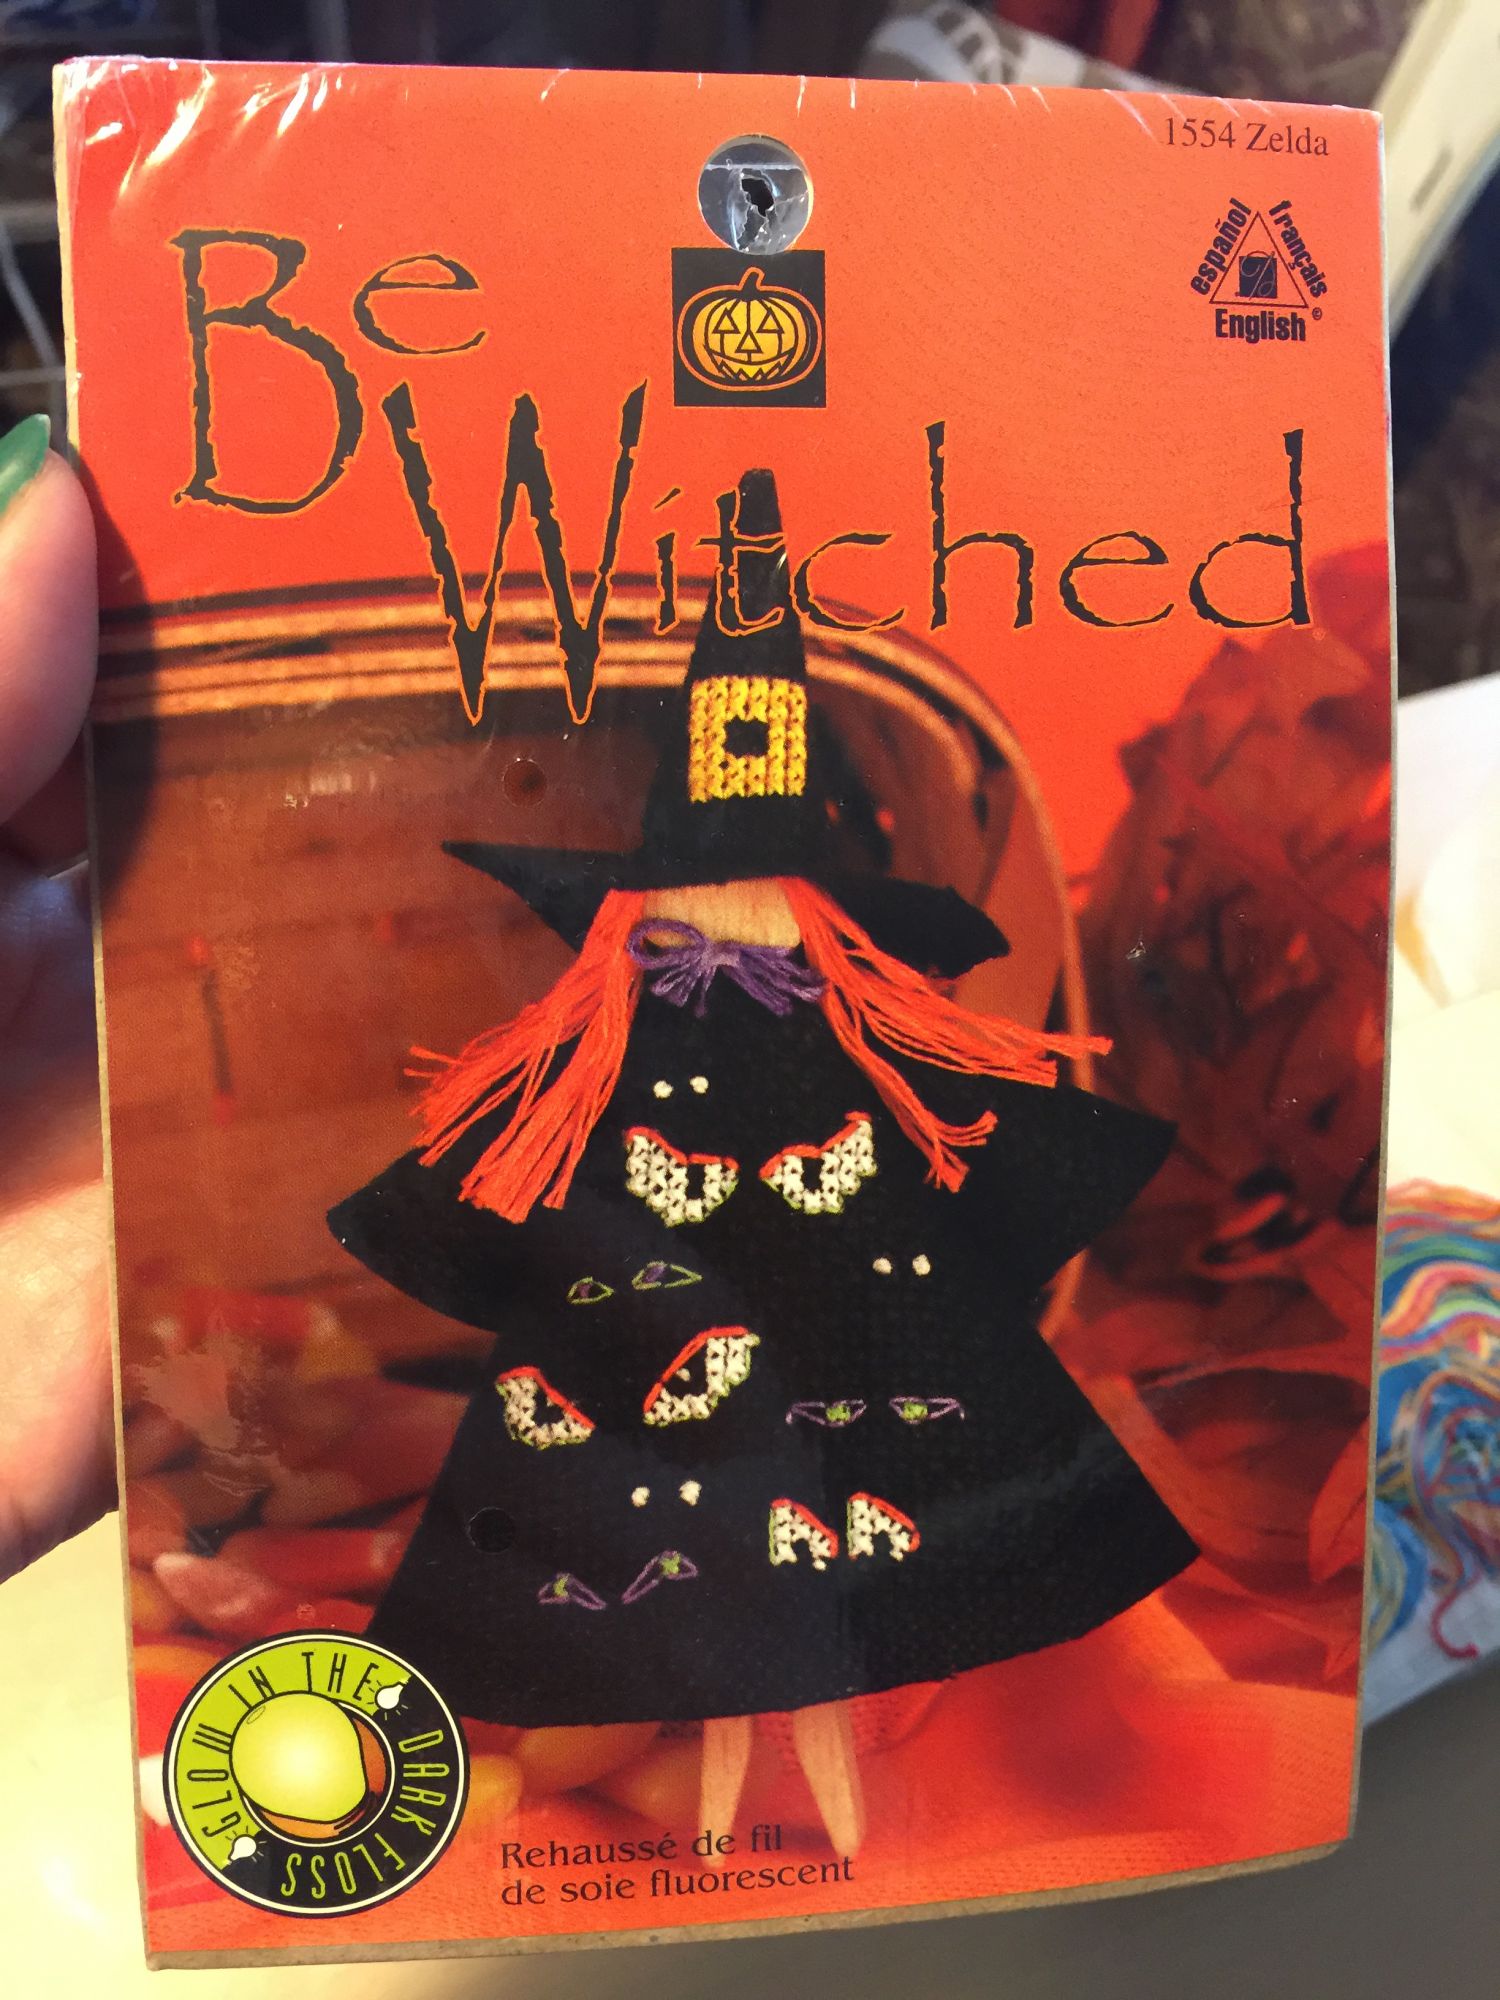 1554 Zelda
español
français
English ©
Be
Witched
GLOW IN THE
DARK FLOSS
Rehaussé de fil
de soie fluorescent